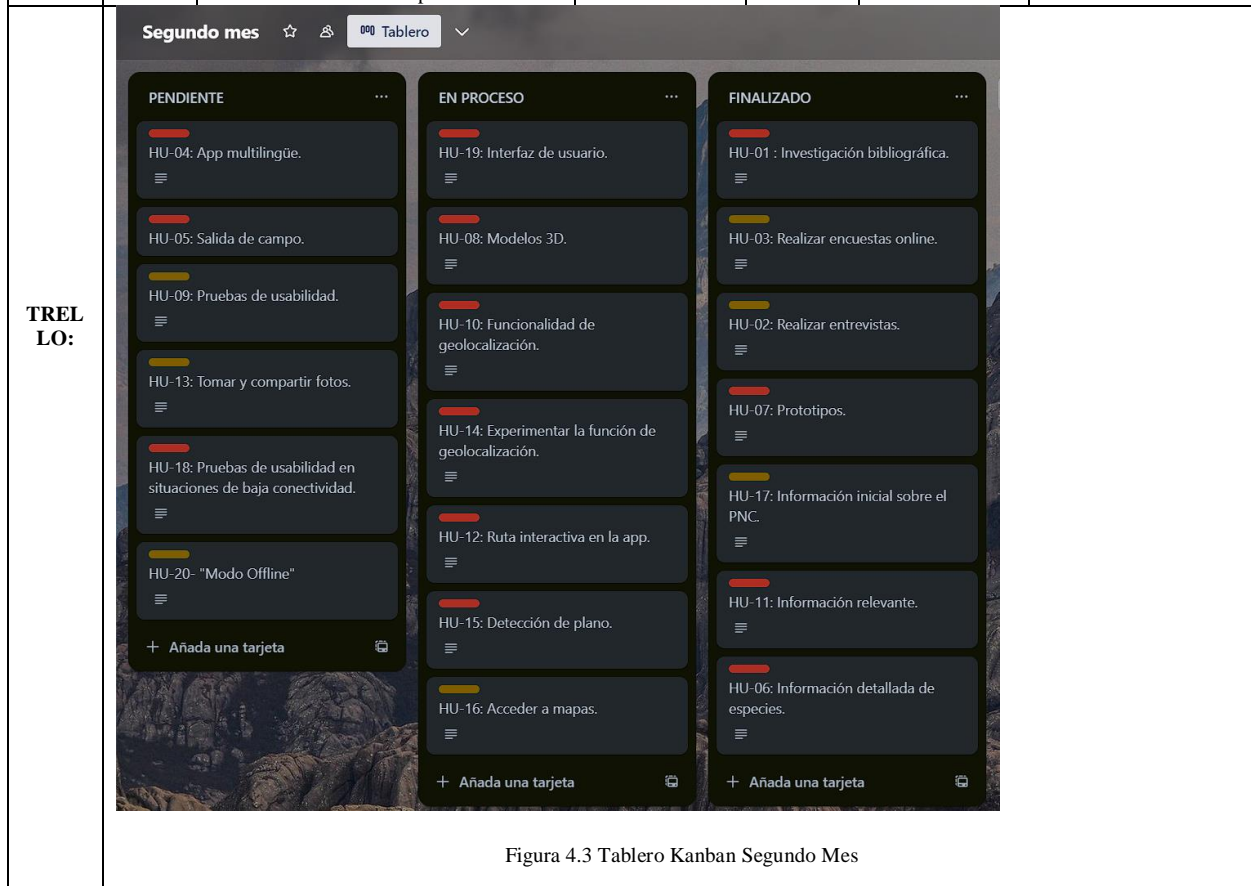 TREL
LO:
Segundo mes
Tablero
PENDIENTE
HU-04: App multilingüe.
HU-05: Salida de campo.
HU-09: Pruebas de usabilidad.
HU-13: Tomar y compartir fotos.
HU-18: Pruebas de usabilidad en
situaciones de baja conectividad.
HU-20- "Modo Offline"
+ Añada una tarjeta
EN PROCESO
HU-19: Interfaz de usuario.
HU-08: Modelos 3D.
HU-10: Funcionalidad de
geolocalización.
HU-14: Experimentar la función de
geolocalización.
HU-12: Ruta interactiva en la app.
HU-15: Detección de plano.
HU-16: Acceder a mapas.
+ Añada una tarjeta
FINALIZADO
HU-01 : Investigación bibliográfica.
HU-03: Realizar encuestas online.
HU-02: Realizar entrevistas.
HU-07: Prototipos.
HU-17: Información inicial sobre el
PNC.
HU-11: Información relevante.
HU-06: Información detallada de
especies.
+ Añada una tarjeta
Figura 4.3 Tablero Kanban Segundo Mes